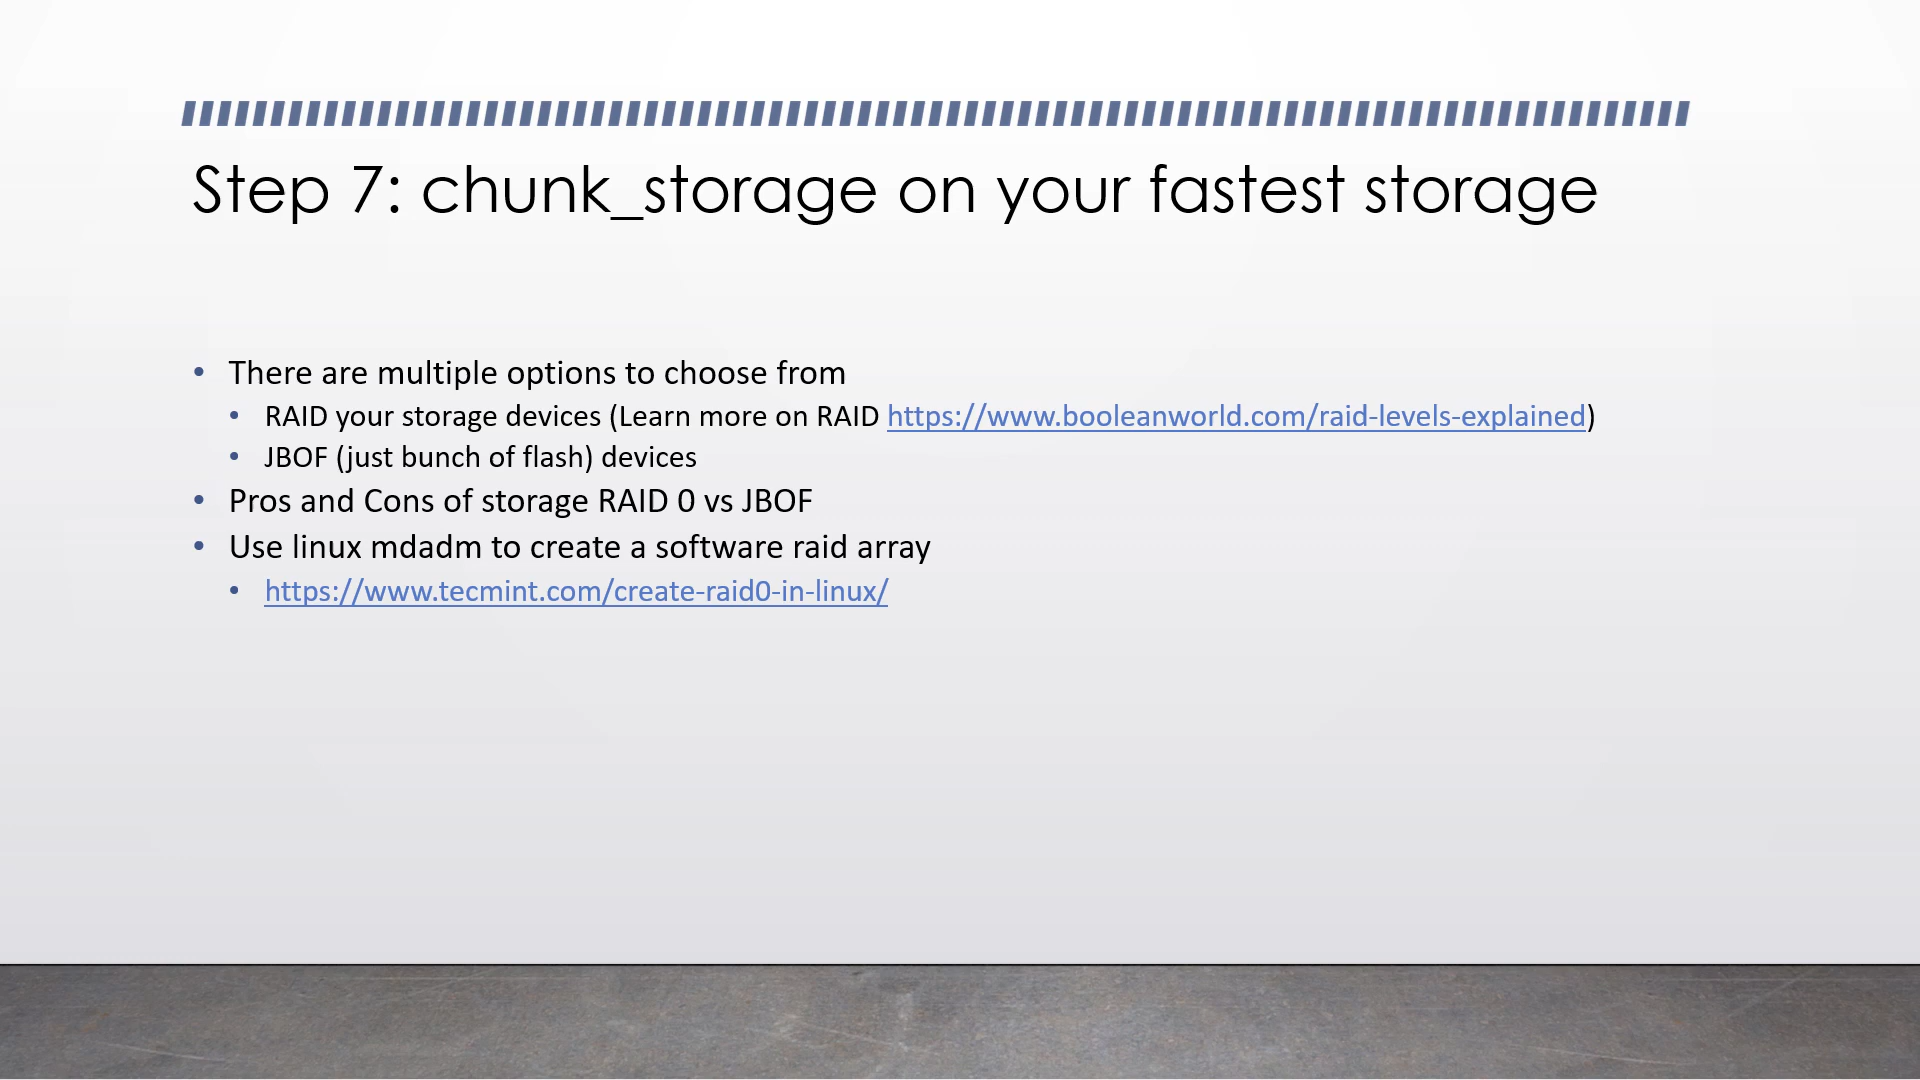 Step 7: chunk_storage on your fastest storage
• There are multiple options to choose from
• RAID your storage devices (Learn more on RAID https://www.booleanworld.com/raid-levels-explained)
• JBOF (just bunch of flash) devices
• Pros and Cons of storage RAID 0 vs JBOF
• Use linux mdadm to create a software raid array
• https://www.tecmint.com/create-raid0-in-linux/